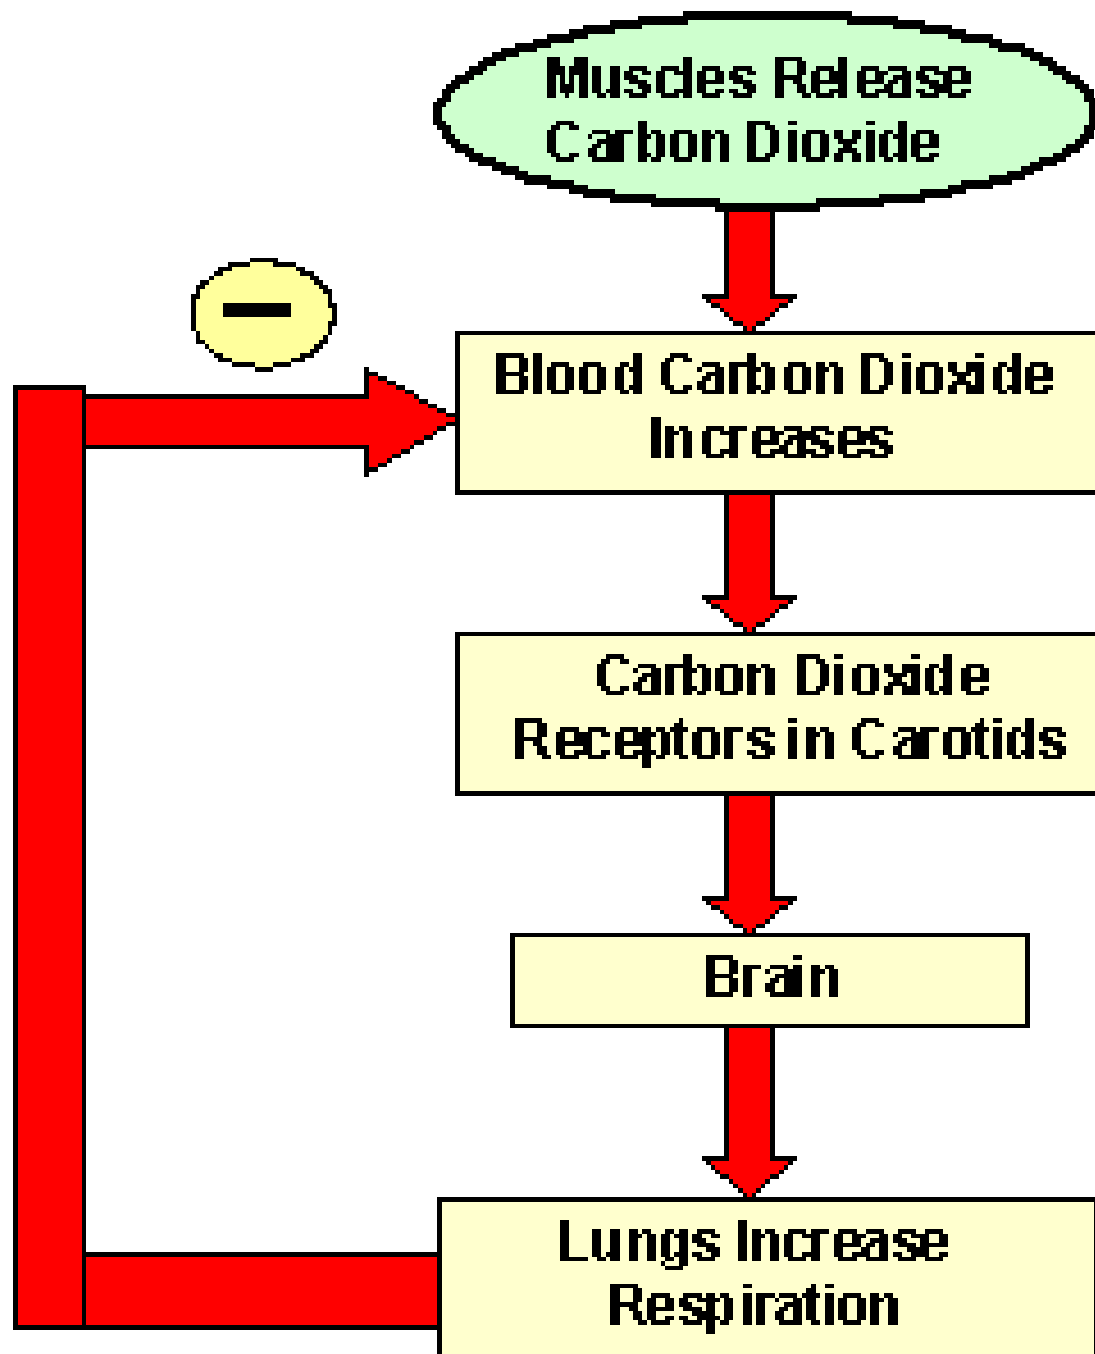 Muscles Release
Carbon Dioxide
−
Blood Carbon Dioxide
Increases
Carbon Dioxide
Receptors in Carotids
Brain
Lungs Increase
Respiration